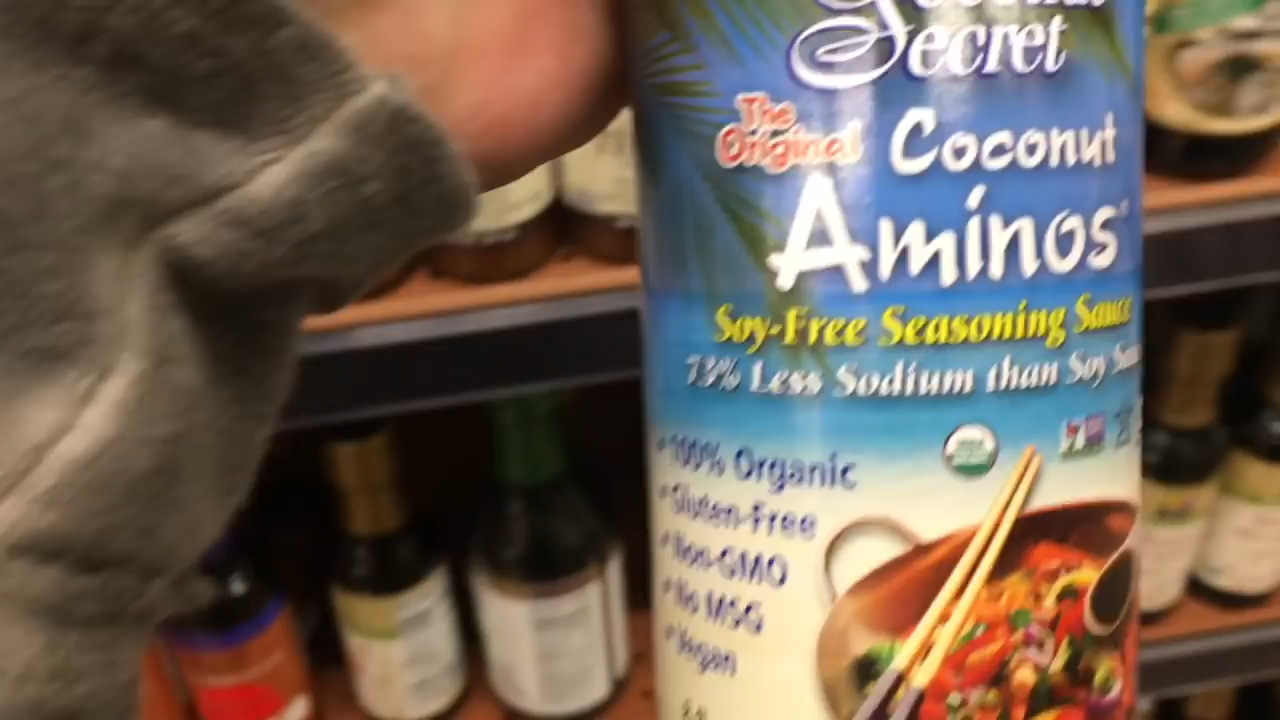 Coconut
Secret
The
Original
Coconut
Aminos
Soy-Free Seasoning Sauce
73% Less Sodium than Soy
• 100% Organic
• Gluten-Free
• Non-GMO
• No MSG
• Vegan